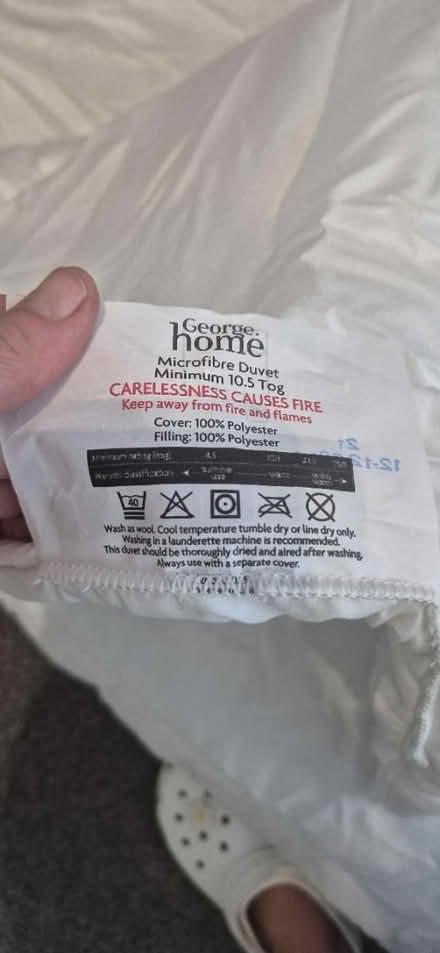 George.
home
Microfibre Duvet
Minimum 10.5 Tog
CARELESSNESS CAUSES FIRE
Keep away from fire and flames
Cover: 100% Polyester
Filling: 100% Polyester
4.5
40
Wash as wool. Cool temperature tumble dry or line dry only.
Washing in a launderette machine is recommended.
This duvet should be thoroughly dried and aired after washing.
Always use with a separate cover.